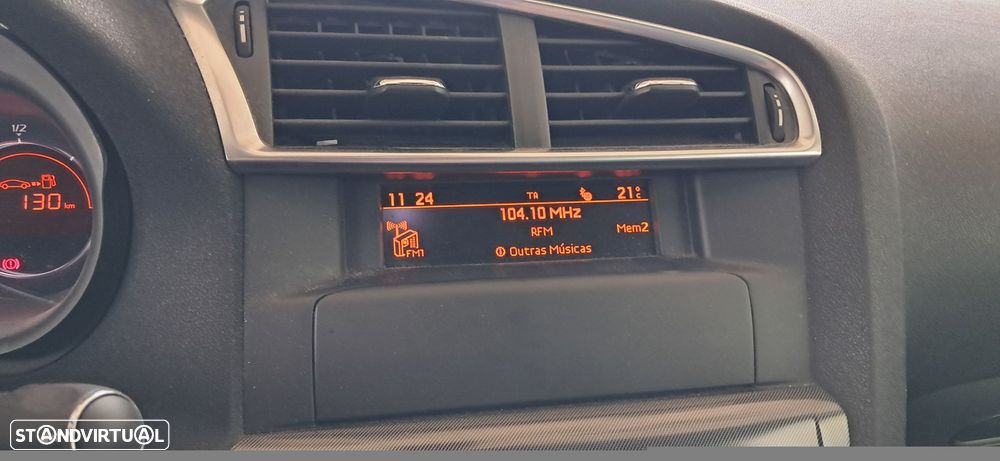 1/2
130 km
11 24 TA 21°C
104.10 MHz
RFM Mem2
FM1 Outras Músicas
STANDVIRTUAL